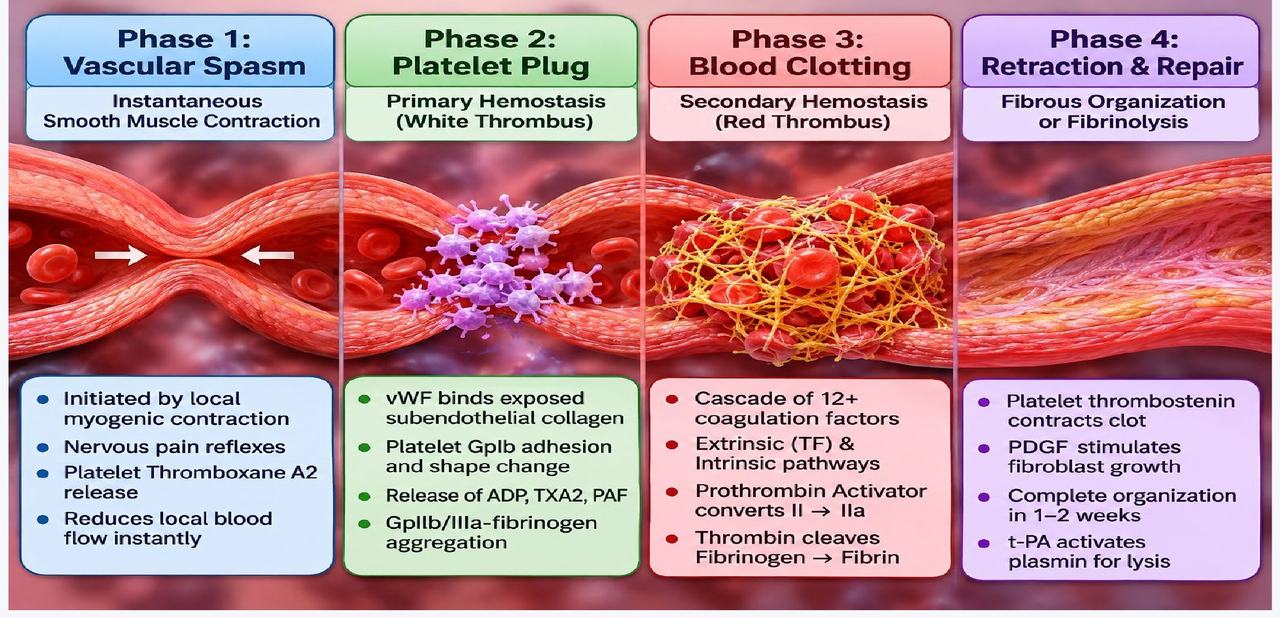 Phase 1:
Vascular Spasm
Instantaneous
Smooth Muscle Contraction
• Initiated by local
myogenic contraction
• Nervous pain reflexes
• Platelet Thromboxane A2
release
• Reduces local blood
flow instantly
Phase 2:
Platelet Plug
Primary Hemostasis
(White Thrombus)
• vWF binds exposed
subendothelial collagen
• Platelet GpIb adhesion
and shape change
• Release of ADP, TXA2, PAF
• GpIIb/IIIa-fibrinogen
aggregation
Phase 3:
Blood Clotting
Secondary Hemostasis
(Red Thrombus)
• Cascade of 12+
coagulation factors
• Extrinsic (TF) &
Intrinsic pathways
• Prothrombin Activator
converts II → IIa
• Thrombin cleaves
Fibrinogen → Fibrin
Phase 4:
Retraction & Repair
Fibrous Organization
or Fibrinolysis
• Platelet thrombostenin
contracts clot
• PDGF stimulates
fibroblast growth
• Complete organization
in 1–2 weeks
• t-PA activates
plasmin for lysis